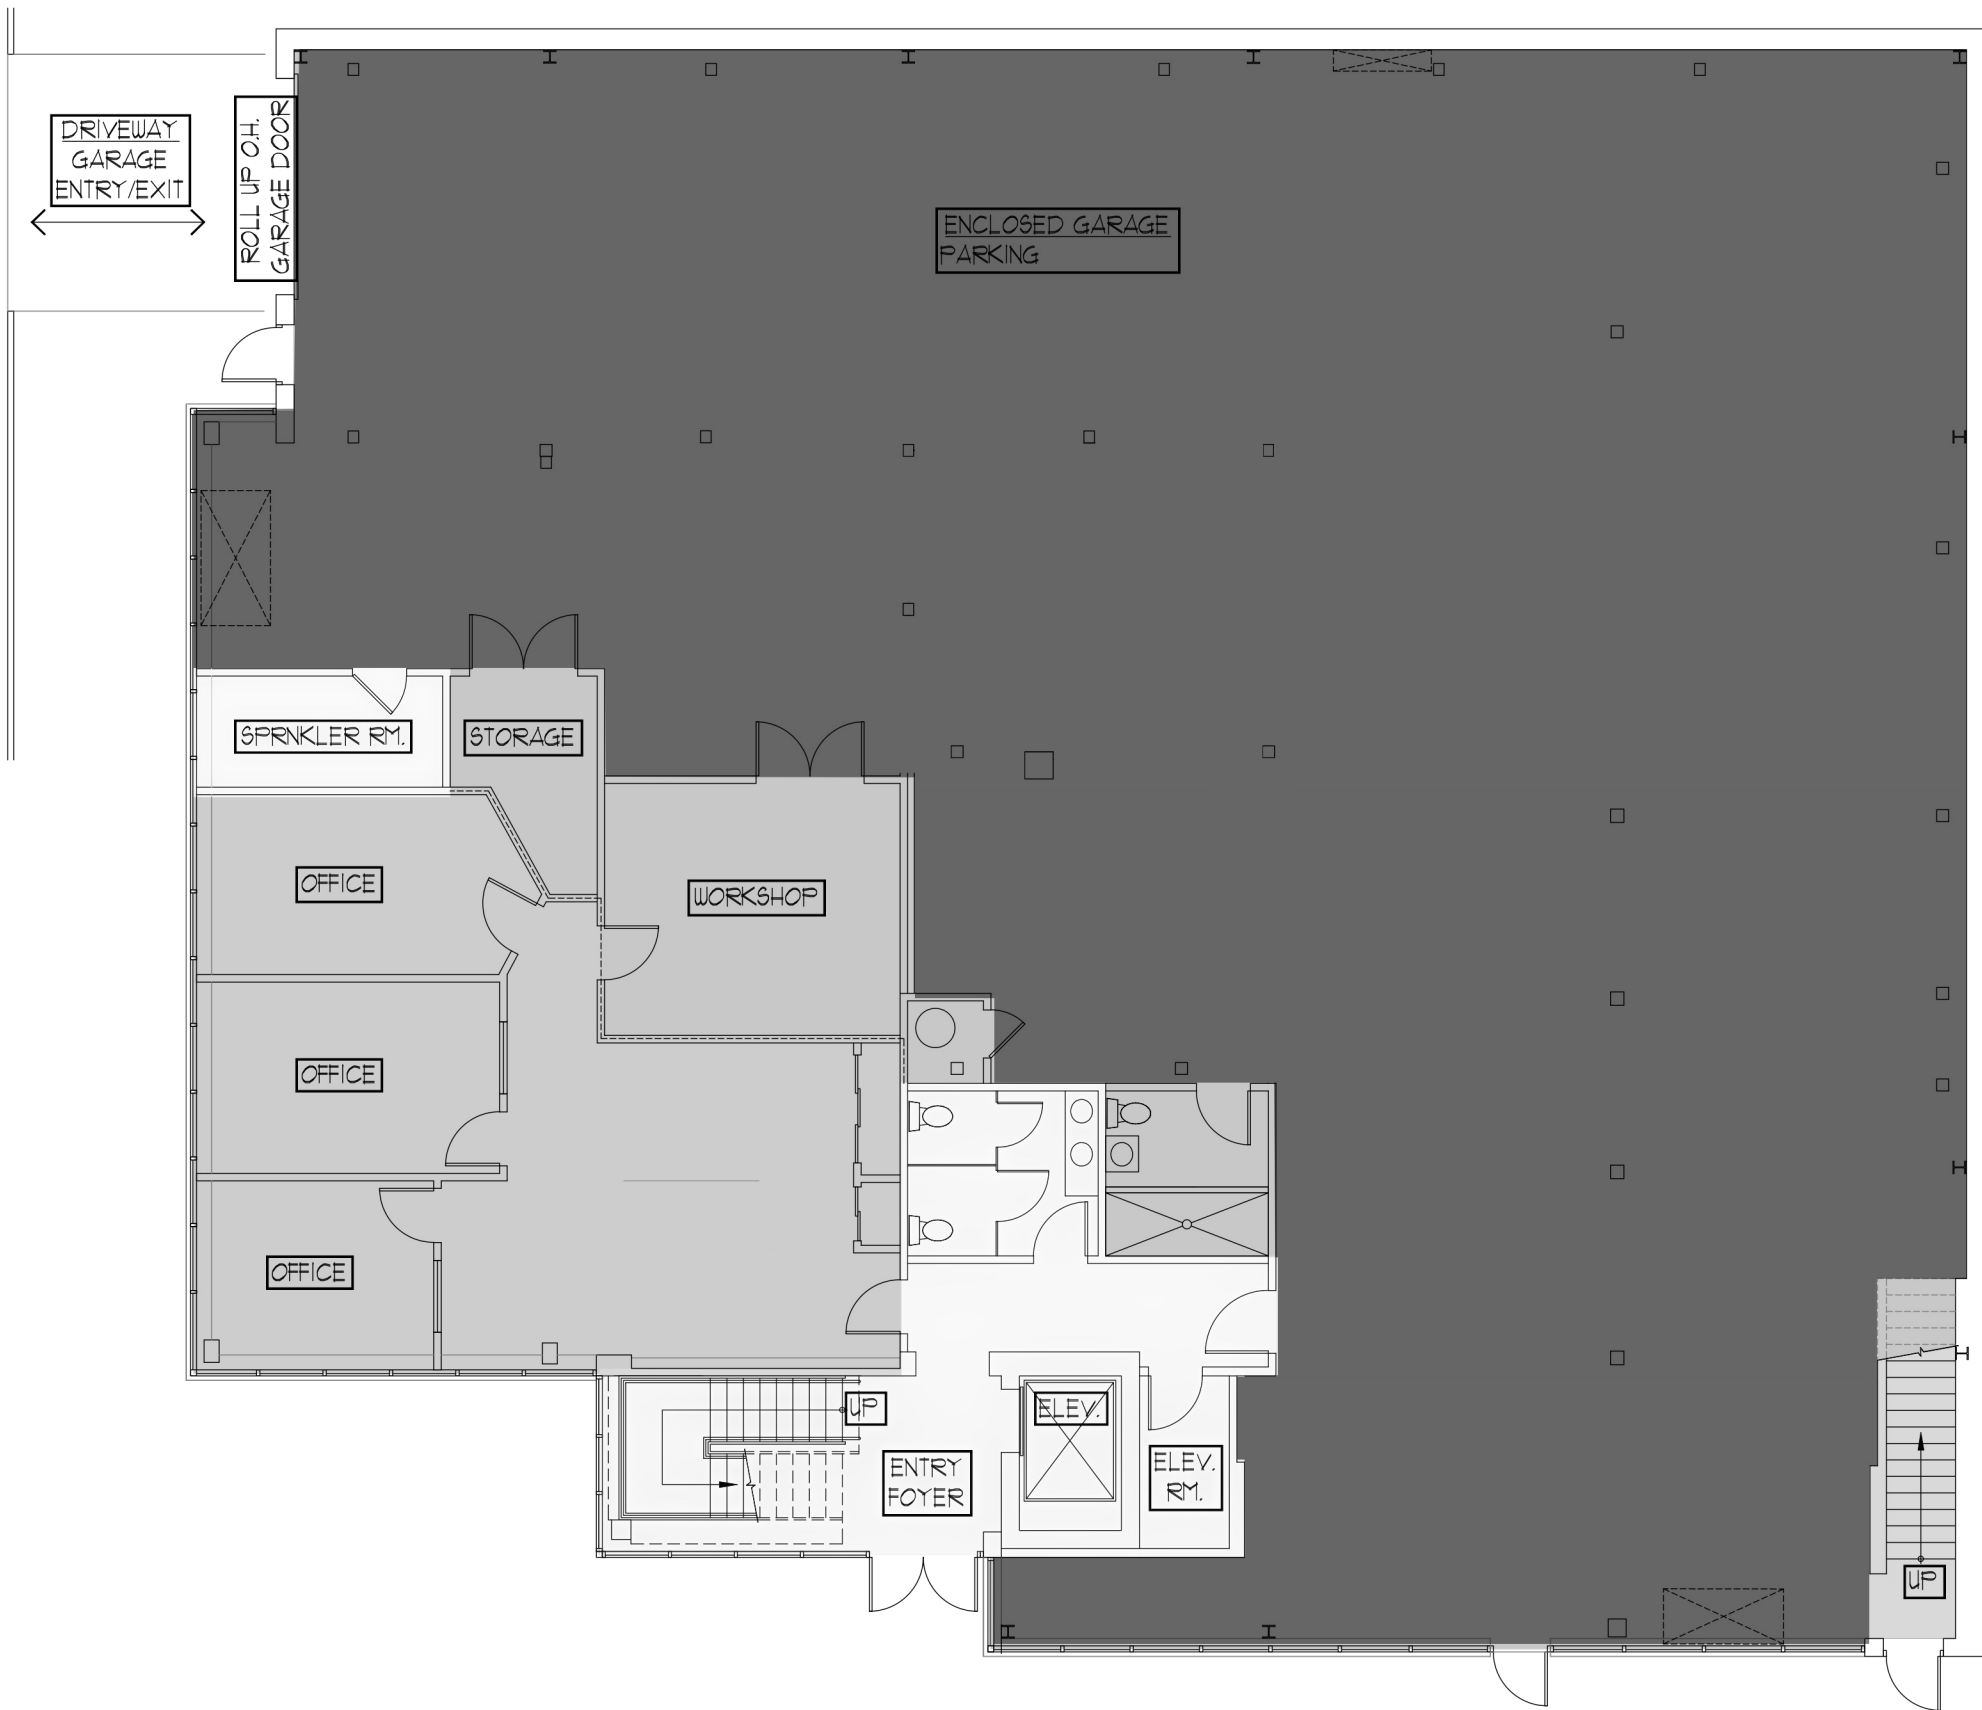 DRIVEWAY
GARAGE
ENTRY/EXIT
ROLL UP O.H.
GARAGE DOOR
ENCLOSED GARAGE
PARKING
SPRNKLER RM.
STORAGE
OFFICE
WORKSHOP
OFFICE
OFFICE
UP
ELEV.
ENTRY
FOYER
ELEV.
RM.
UP